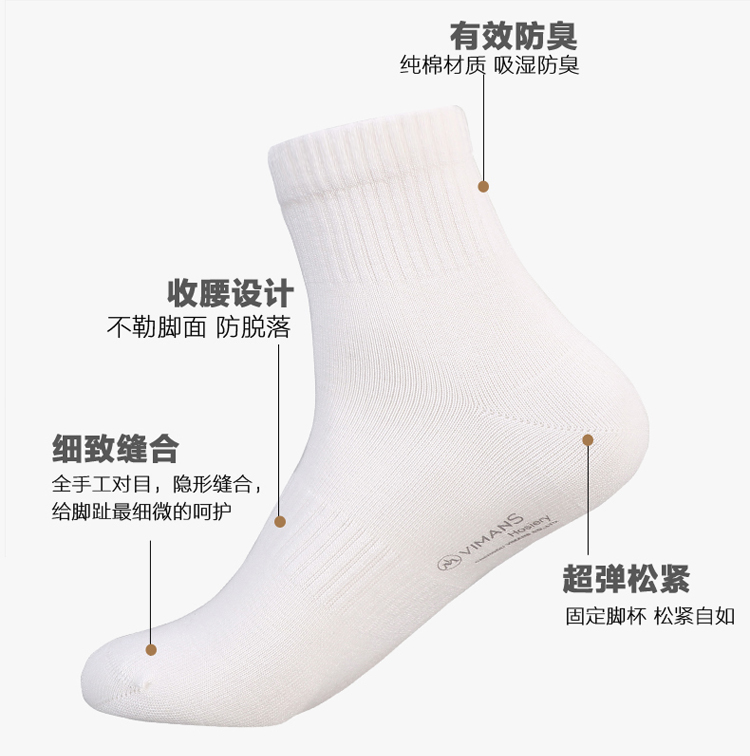 有效防臭
纯棉材质 吸湿防臭
收腰设计
不勒脚面 防脱落
细致缝合
全手工对目，隐形缝合，
给脚趾最细微的呵护
VIMANS
Hosiery
超弹松紧
固定脚杯 松紧自如